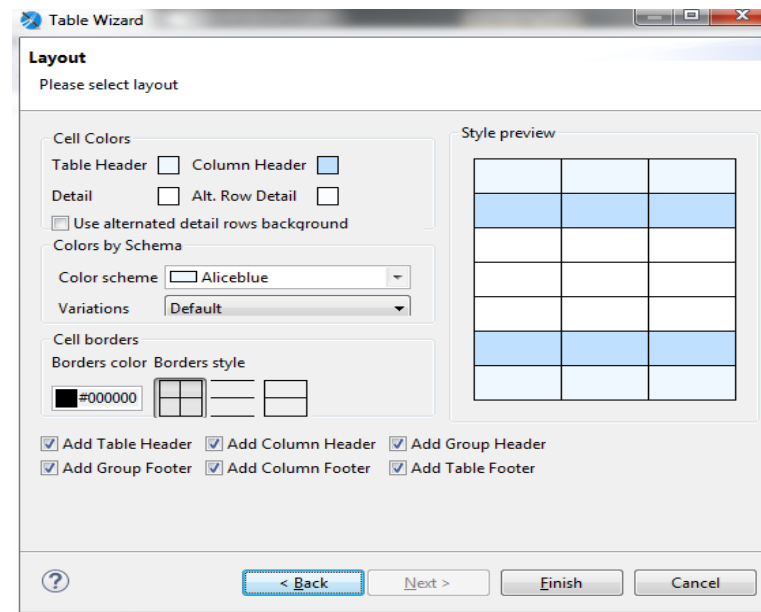 Table Wizard
Layout
Please select layout
Cell Colors
Table Header Column Header
Detail Alt. Row Detail
Use alternated detail rows background
Colors by Schema
Color scheme Aliceblue
Variations Default
Cell borders
Borders color Borders style
#000000
Style preview
Add Table Header Add Column Header Add Group Header
Add Group Footer Add Column Footer Add Table Footer
? < Back Next > Finish Cancel